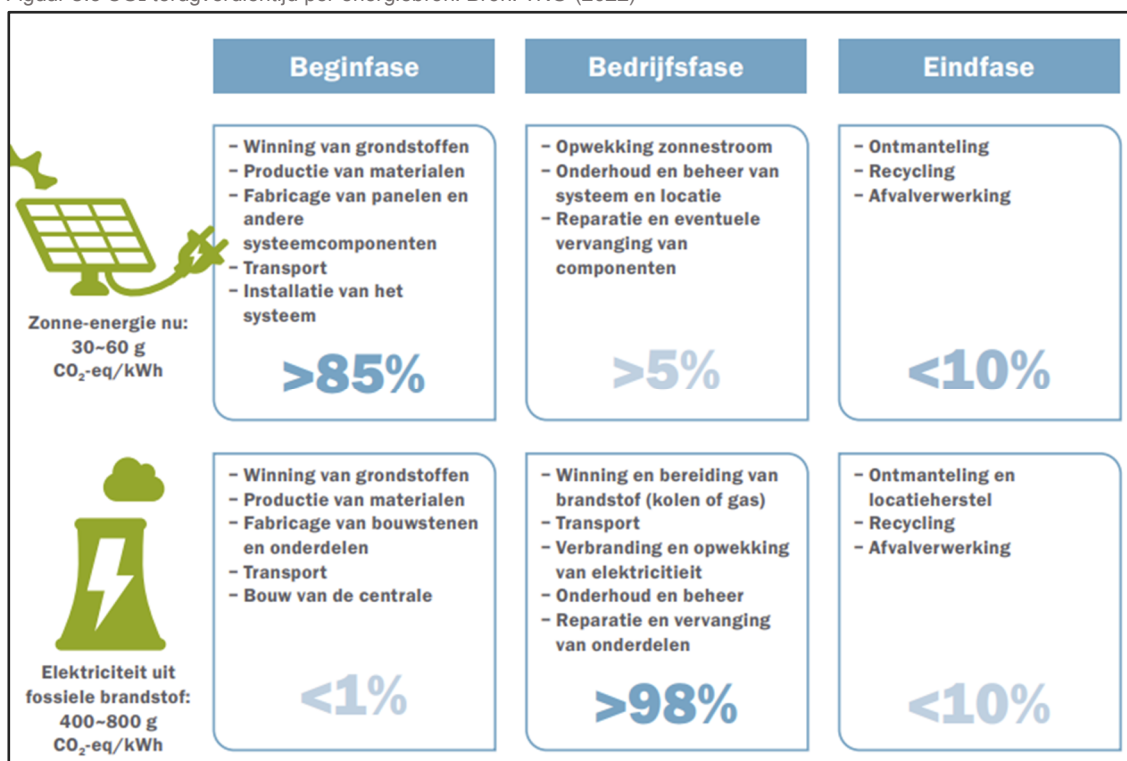 Beginfase
Bedrijfsfase
Eindfase
Zonne-energie nu:
30~60 g
CO₂-eq/kWh
– Winning van grondstoffen
– Productie van materialen
– Fabricage van panelen en
andere
systeemcomponenten
– Transport
– Installatie van het
systeem
>85%
– Opwekking zonnestroom
– Onderhoud en beheer van
systeem en locatie
– Reparatie en eventuele
vervanging van
componenten
>5%
– Ontmanteling
– Recycling
– Afvalverwerking
<10%
Elektriciteit uit
fossiele brandstof:
400~800 g
CO₂-eq/kWh
– Winning van grondstoffen
– Productie van materialen
– Fabricage van bouwstenen
en onderdelen
– Transport
– Bouw van de centrale
<1%
– Winning en bereiding van
brandstof (kolen of gas)
– Transport
– Verbranding en opwekking
van elektricitieit
– Onderhoud en beheer
– Reparatie en vervanging
van onderdelen
>98%
– Ontmanteling en
locatieherstel
– Recycling
– Afvalverwerking
<10%